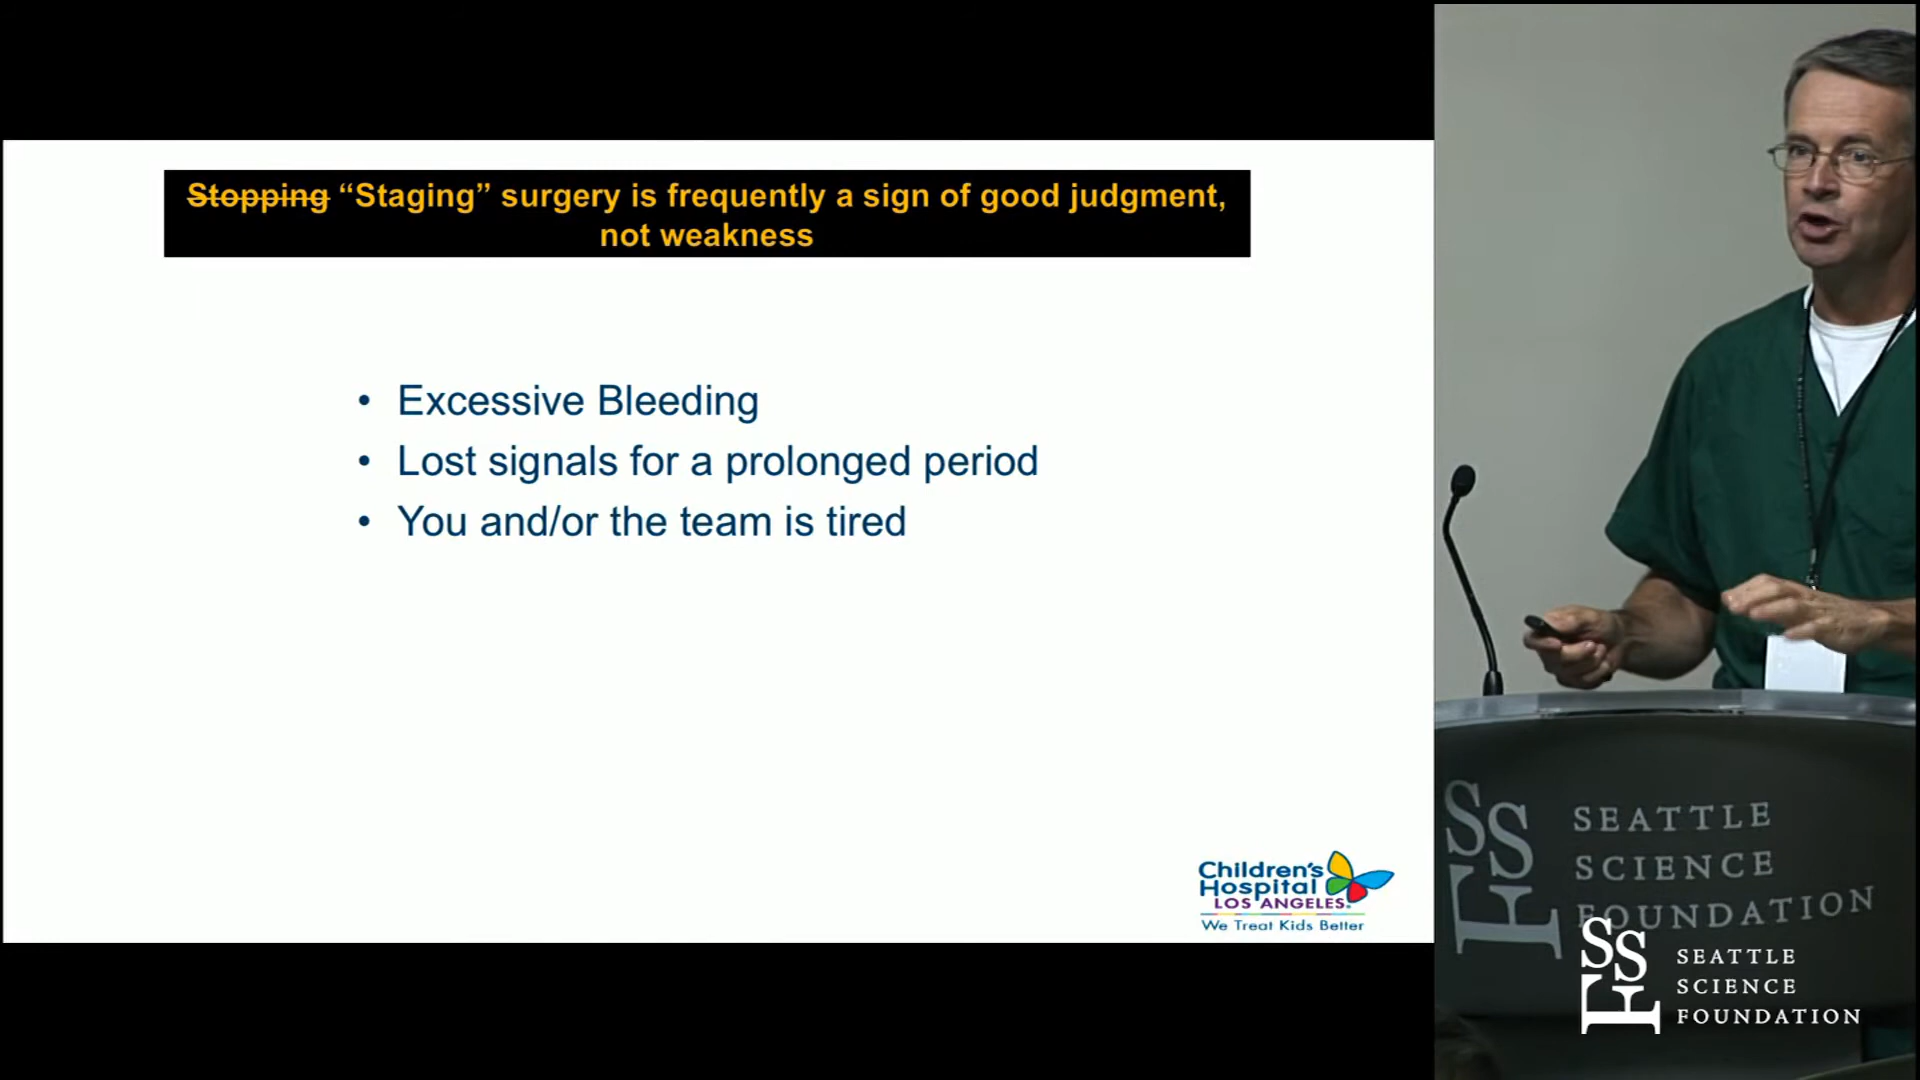 Stopping “Staging” surgery is frequently a sign of good judgment,
not weakness
• Excessive Bleeding
• Lost signals for a prolonged period
• You and/or the team is tired
Children's
Hospital
LOS ANGELES®
We Treat Kids Better
SSF
SEATTLE
SCIENCE
FOUNDATION
SSF
SEATTLE
SCIENCE
FOUNDATION